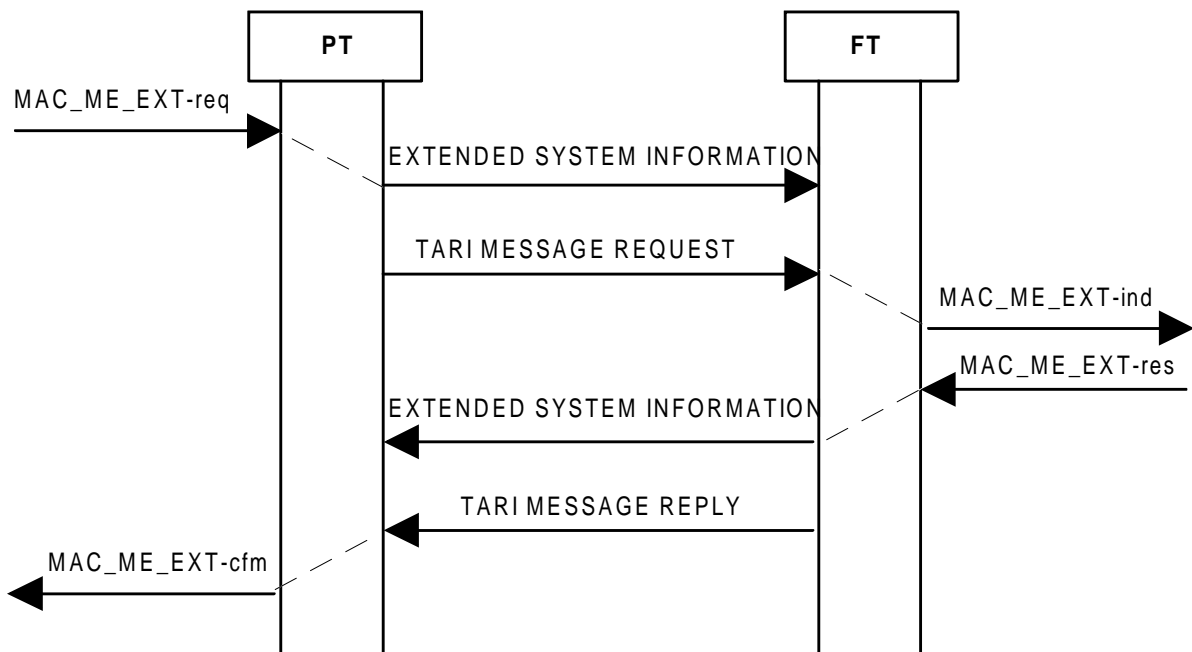 PT
FT
MAC_ME_EXT-req
EXTENDED SYSTEM INFORMATION
TARI MESSAGE REQUEST
MAC_ME_EXT-ind
MAC_ME_EXT-res
EXTENDED SYSTEM INFORMATION
TARI MESSAGE REPLY
MAC_ME_EXT-cfm